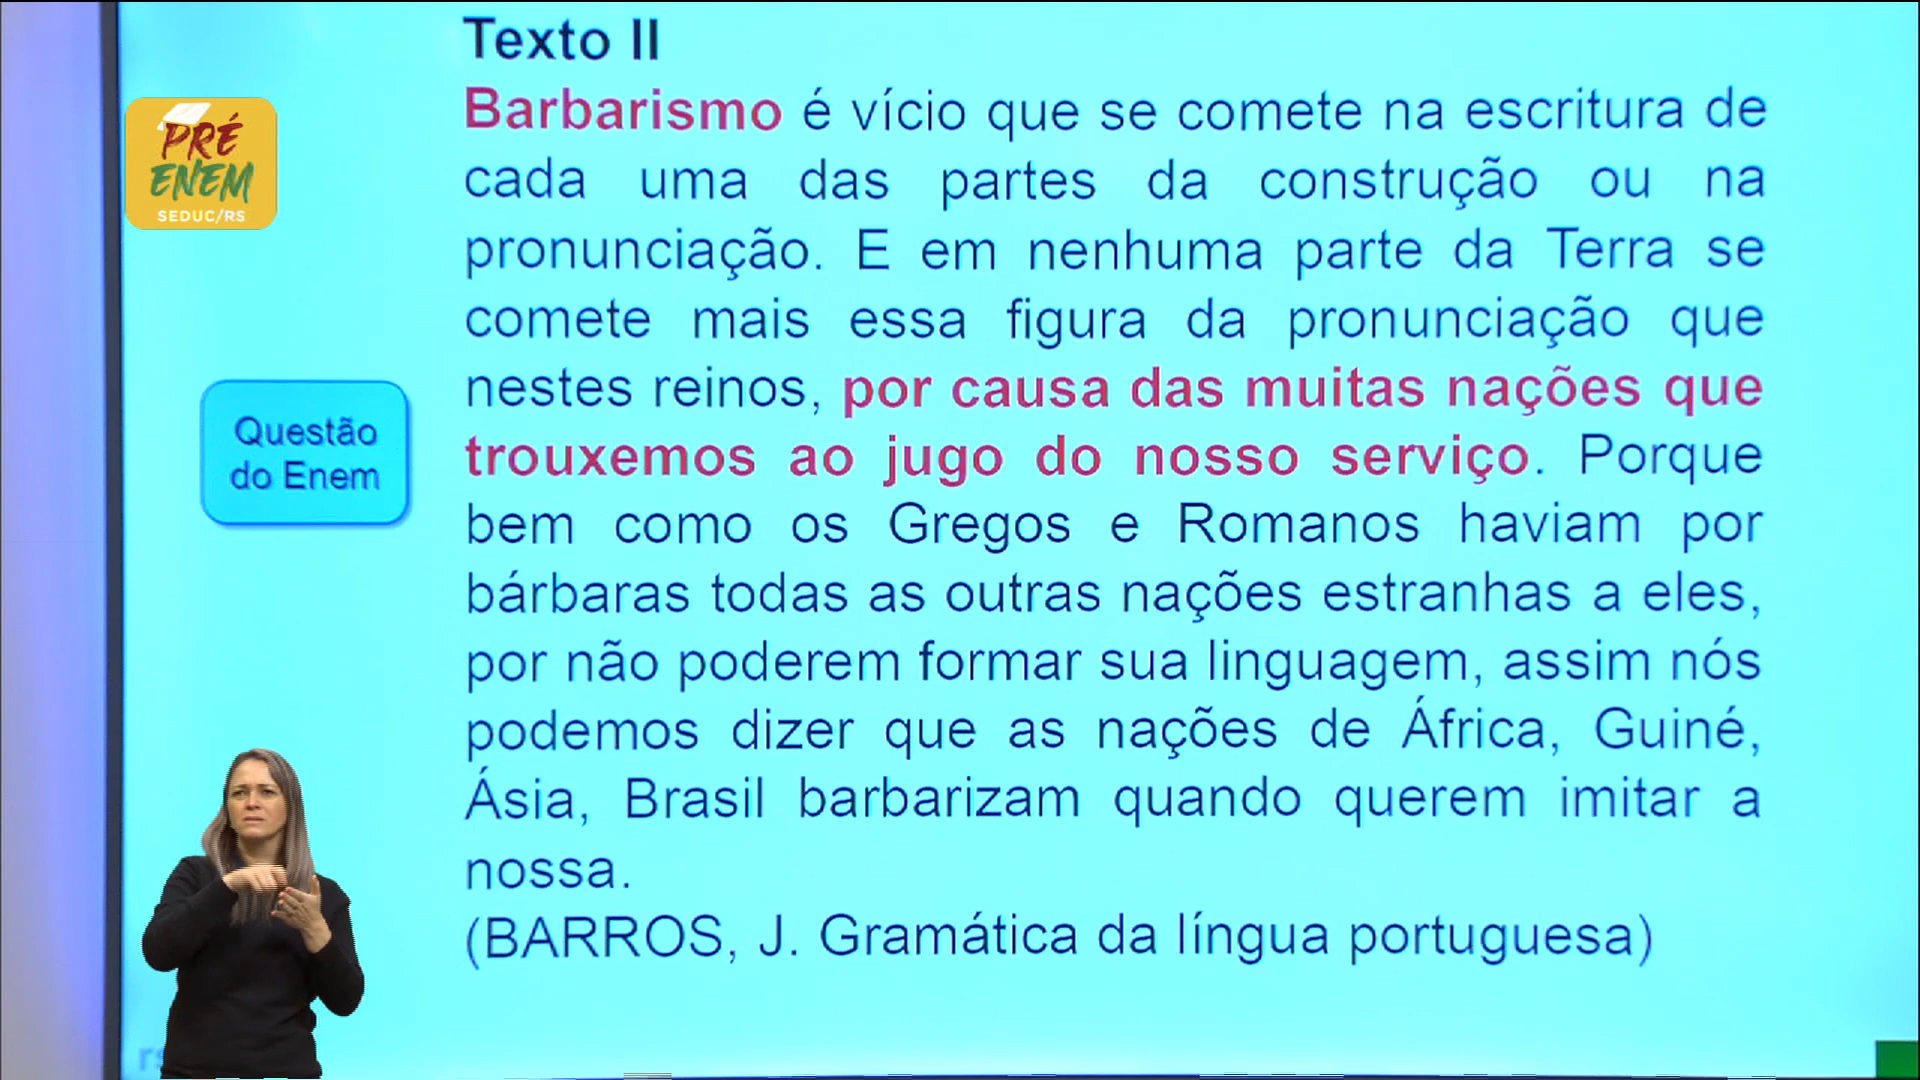 Texto II
Barbarismo é vício que se comete na escritura de
cada uma das partes da construção ou na
pronunciação. E em nenhuma parte da Terra se
comete mais essa figura da pronunciação que
nestes reinos, por causa das muitas nações que
trouxemos ao jugo do nosso serviço. Porque
bem como os Gregos e Romanos haviam por
bárbaras todas as outras nações estranhas a eles,
por não poderem formar sua linguagem, assim nós
podemos dizer que as nações de África, Guiné,
Ásia, Brasil barbarizam quando querem imitar a
nossa.
(BARROS, J. Gramática da língua portuguesa)
PRÉ
ENEM
SEDUC/RS
Questão
do Enem